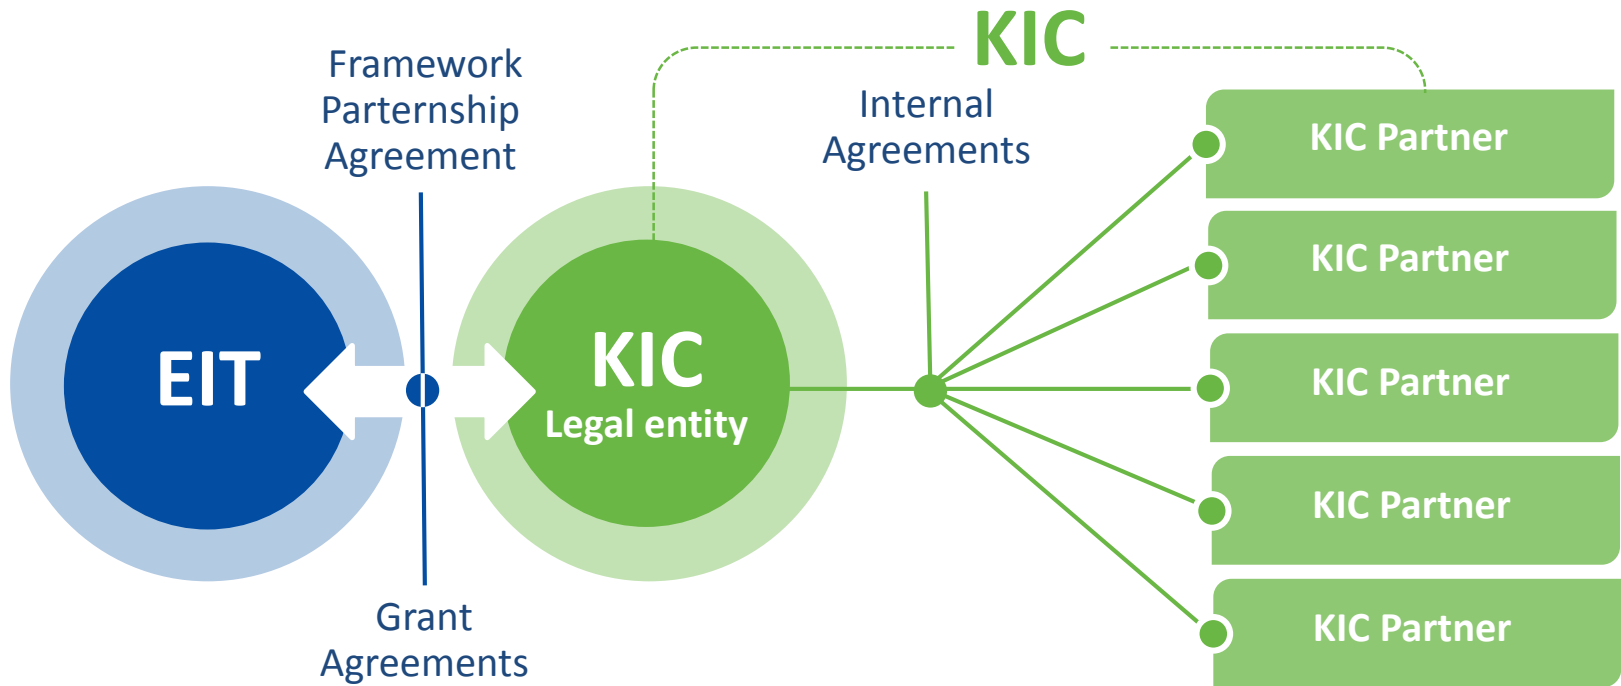 KIC
Framework
Parternship
Agreement
Internal
Agreements
EIT
KIC
Legal entity
Grant
Agreements
KIC Partner
KIC Partner
KIC Partner
KIC Partner
KIC Partner